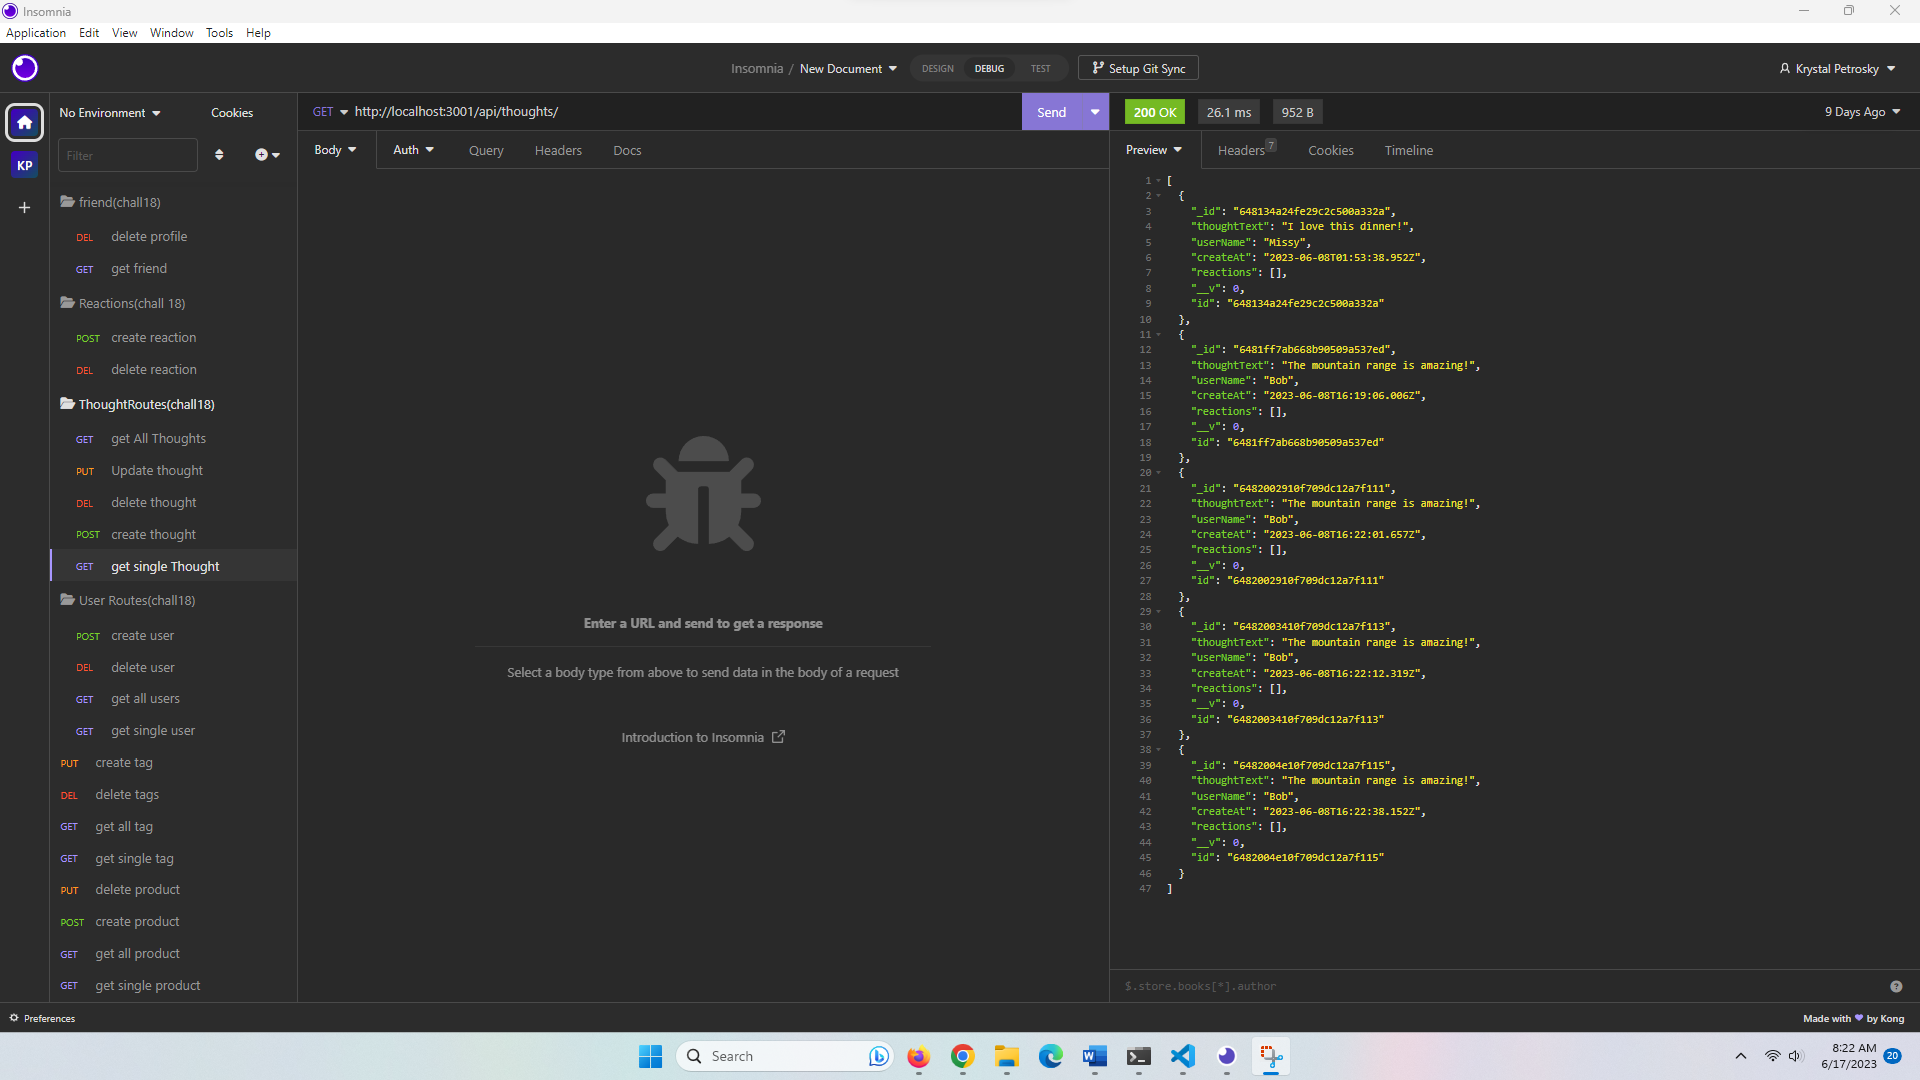 Insomnia
Application Edit View Window Tools Help
Insomnia / New Document DESIGN DEBUG TEST Setup Git Sync Krystal Petrosky
No Environment Cookies
KP
Filter
friend(chall18)
DEL delete profile
GET get friend
Reactions(chall 18)
POST create reaction
DEL delete reaction
ThoughtRoutes(chall18)
GET get All Thoughts
PUT Update thought
DEL delete thought
POST create thought
GET get single Thought
User Routes(chall18)
POST create user
DEL delete user
GET get all users
GET get single user
PUT create tag
DEL delete tags
GET get all tag
GET get single tag
PUT delete product
POST create product
GET get all product
GET get single product
GET http://localhost:3001/api/thoughts/ Send
Body Auth Query Headers Docs
Enter a URL and send to get a response
Select a body type from above to send data in the body of a request
Introduction to Insomnia
200 OK 26.1 ms 952 B 9 Days Ago
Preview Headers 7 Cookies Timeline
1 [
2 {
3 "_id": "648134a24fe29c2c500a332a",
4 "thoughtText": "I love this dinner!",
5 "userName": "Missy",
6 "createAt": "2023-06-08T01:53:38.952Z",
7 "reactions": [],
8 "__v": 0,
9 "id": "648134a24fe29c2c500a332a"
10 },
11 {
12 "_id": "6481ff7ab668b90509a537ed",
13 "thoughtText": "The mountain range is amazing!",
14 "userName": "Bob",
15 "createAt": "2023-06-08T16:19:06.006Z",
16 "reactions": [],
17 "__v": 0,
18 "id": "6481ff7ab668b90509a537ed"
19 },
20 {
21 "_id": "6482002910f709dc12a7f111",
22 "thoughtText": "The mountain range is amazing!",
23 "userName": "Bob",
24 "createAt": "2023-06-08T16:22:01.657Z",
25 "reactions": [],
26 "__v": 0,
27 "id": "6482002910f709dc12a7f111"
28 },
29 {
30 "_id": "6482003410f709dc12a7f113",
31 "thoughtText": "The mountain range is amazing!",
32 "userName": "Bob",
33 "createAt": "2023-06-08T16:22:12.319Z",
34 "reactions": [],
35 "__v": 0,
36 "id": "6482003410f709dc12a7f113"
37 },
38 {
39 "_id": "6482004e10f709dc12a7f115",
40 "thoughtText": "The mountain range is amazing!",
41 "userName": "Bob",
42 "createAt": "2023-06-08T16:22:38.152Z",
43 "reactions": [],
44 "__v": 0,
45 "id": "6482004e10f709dc12a7f115"
46 }
47 ]
$.store.books[*].author
Preferences Made with by Kong
Search
8:22 AM
6/17/2023 20